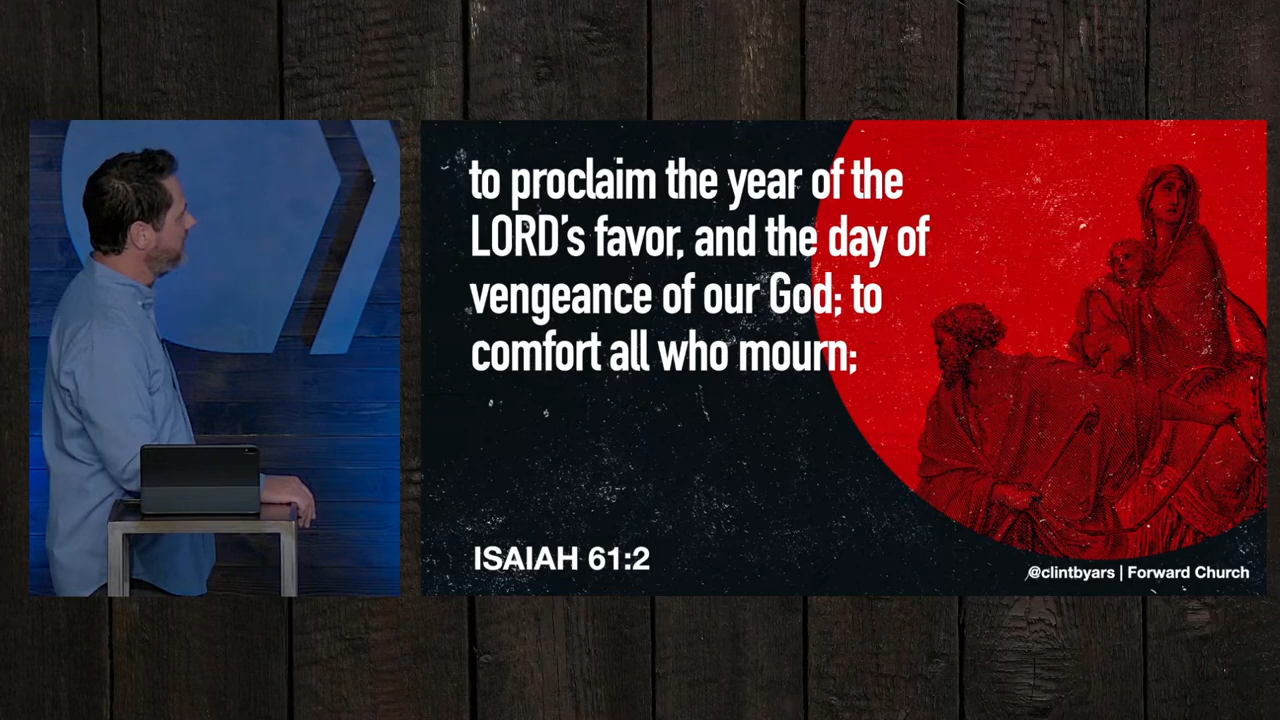 to proclaim the year of the
LORD’s favor, and the day of
vengeance of our God; to
comfort all who mourn;
ISAIAH 61:2
@clintbyars | Forward Church